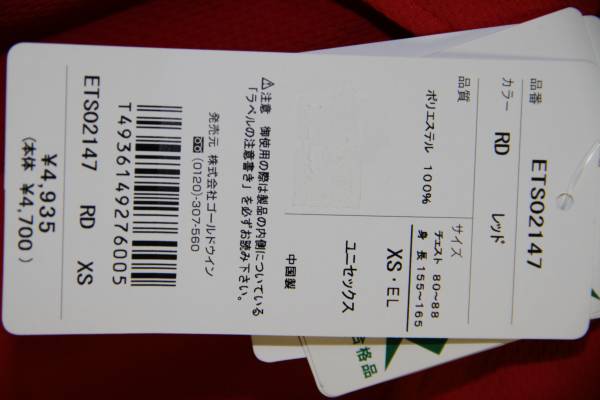 品番 ETS02147
カラー RD レッド
品質
サイズ
ポリエステル 100%
チェスト 80~88
身 長 155~165
XS・EL
ユニセックス
中国製
⚠注意 御使用の際は製品の内側についている
「ラベルの注意書き」を必ずお読み下さい。
発売元 株式会社ゴールドウイン
(0120)-307-560
T4936149276005
ETS02147 RD XS
¥4,935
(本体 ¥4,700)
合格品